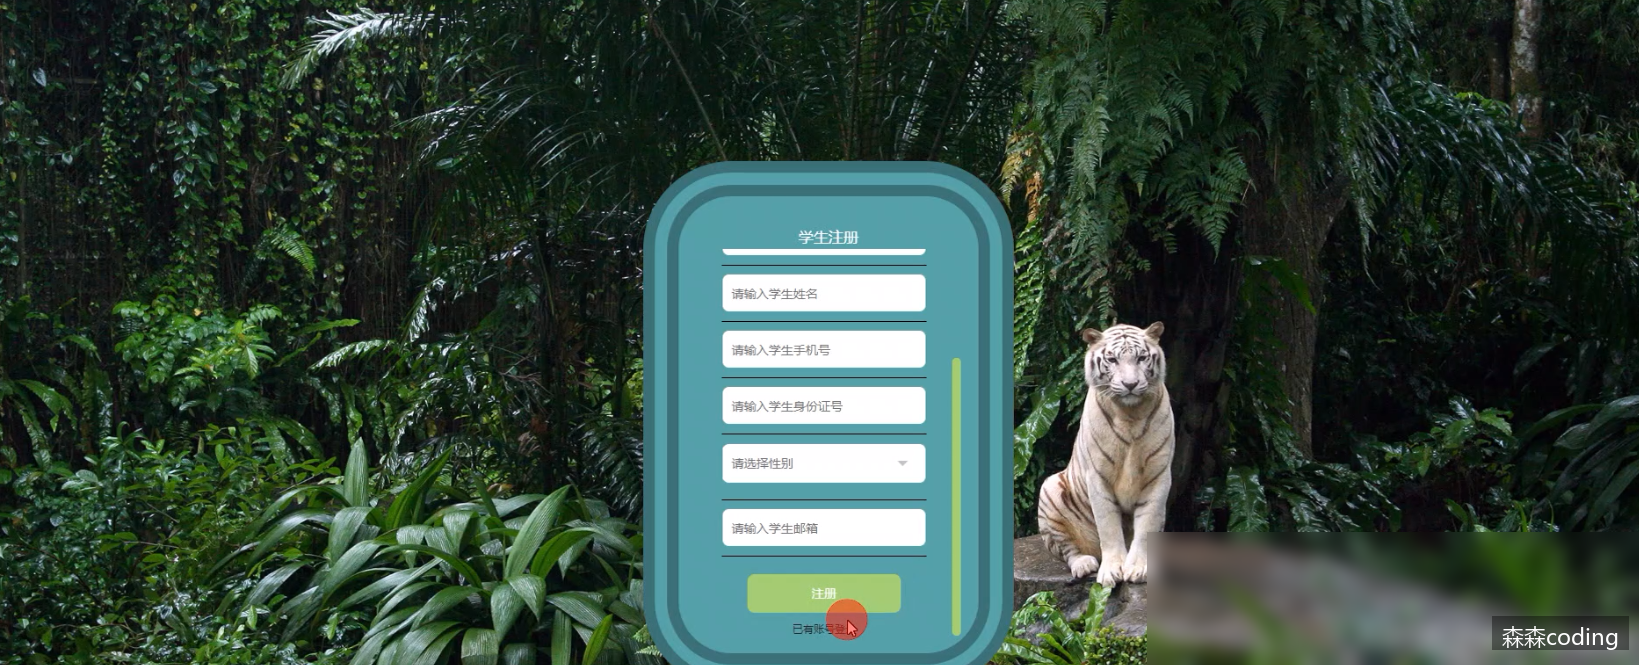 学生注册
请输入学生姓名
请输入学生手机号
请输入学生身份证号
请选择性别
请输入学生邮箱
注册
已有账号登
森森coding